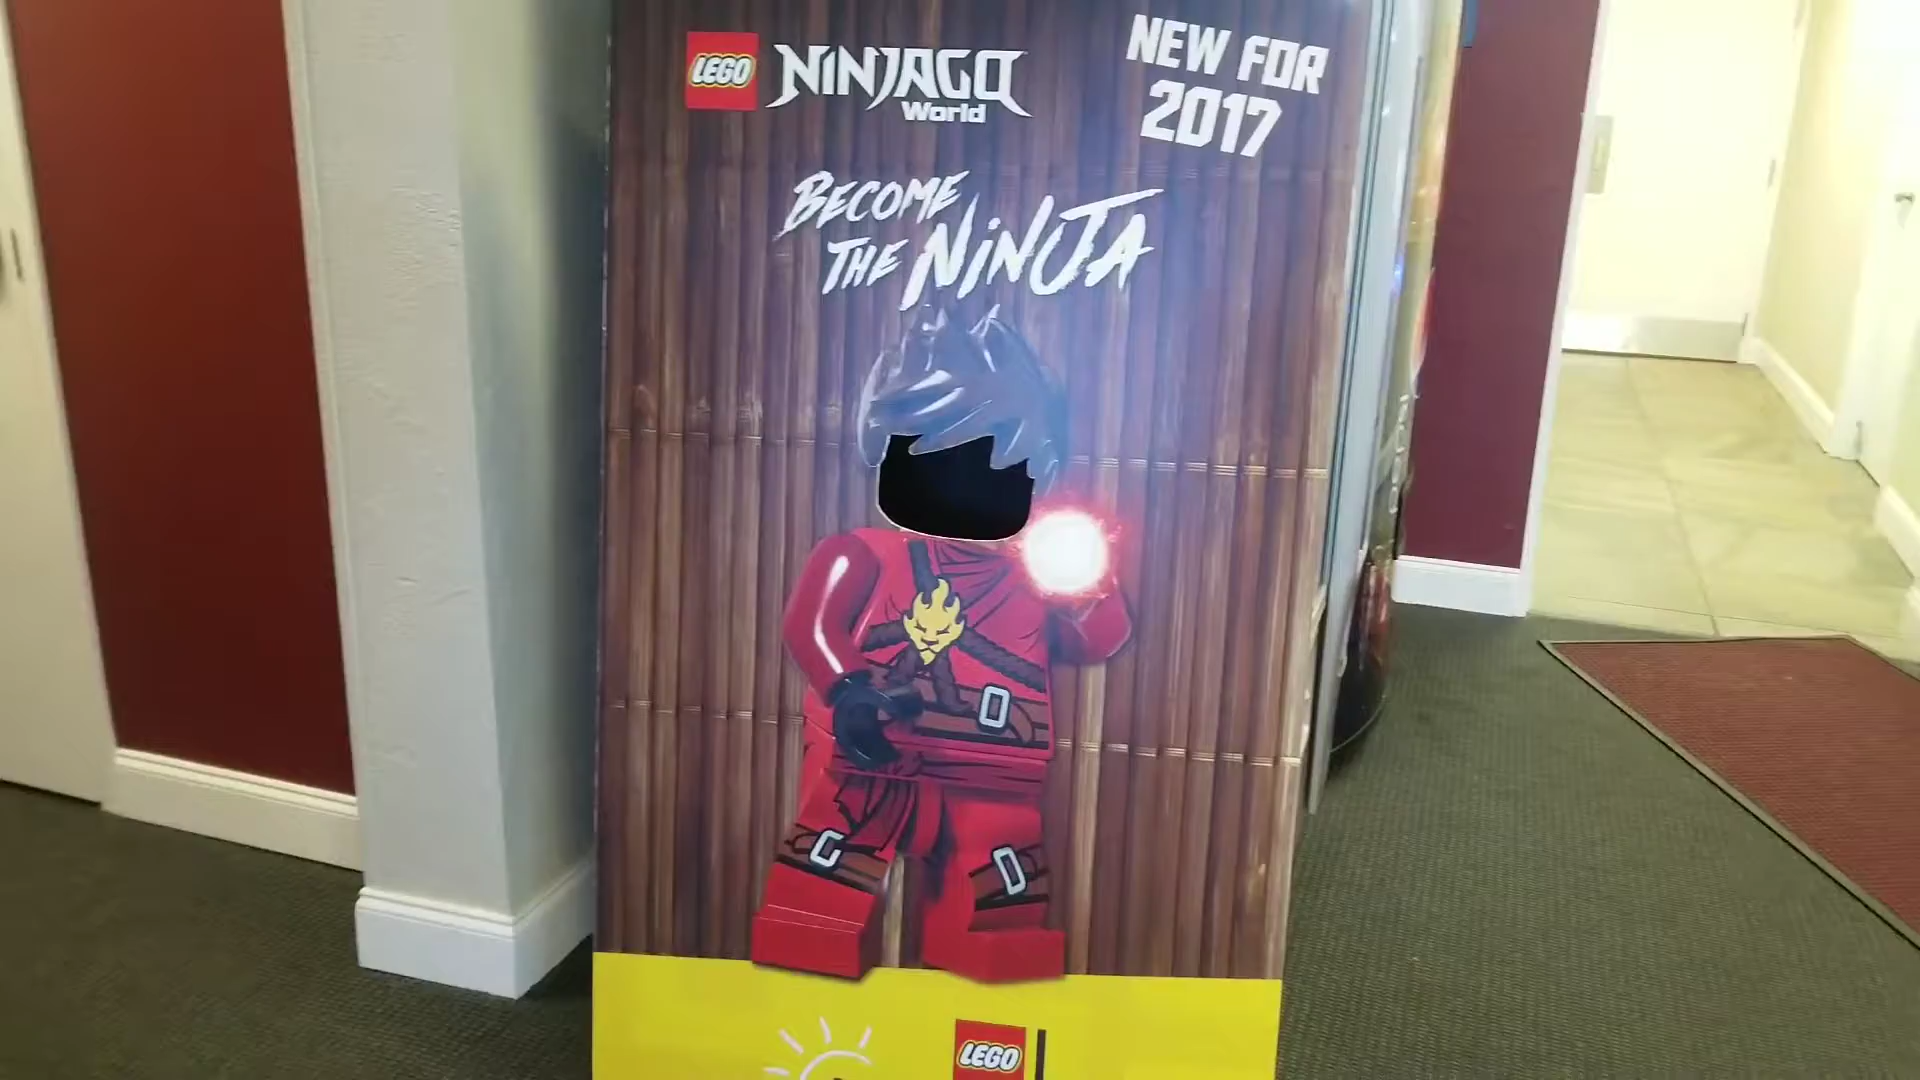 LEGO NINJAGO
World
NEW FOR
2017
BECOME
THE NINJA
LEGO